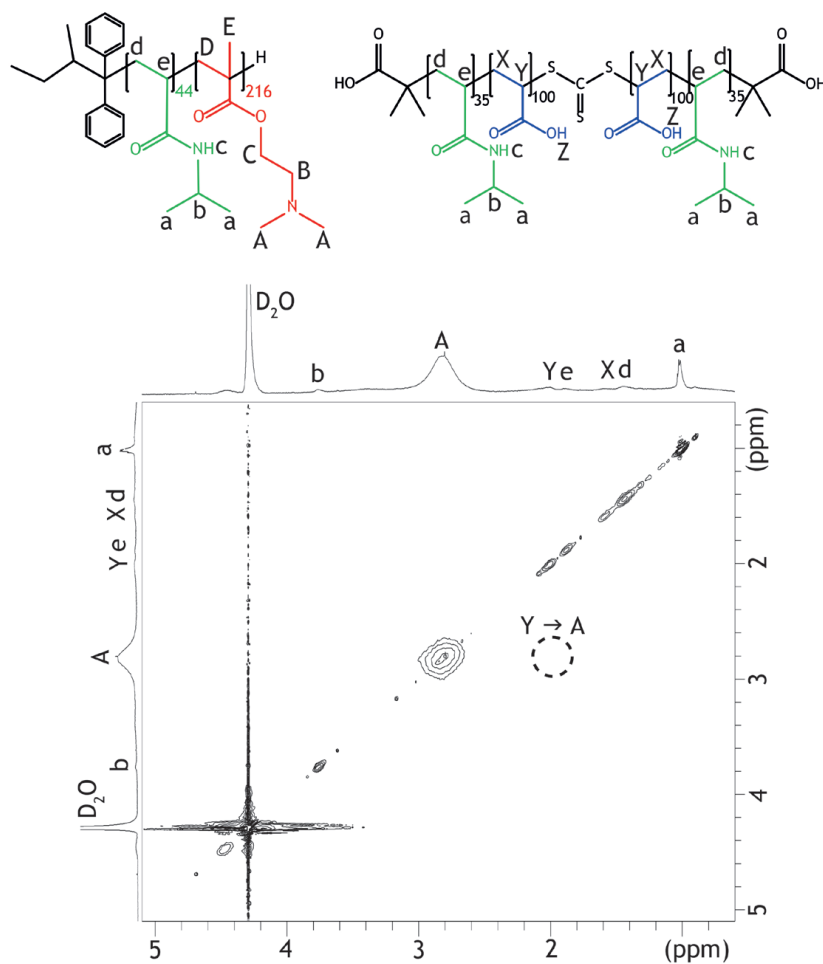 d e D E H
44 216
O O O
NH c C B
a b a N
A A
O HO d e X Y S S Y X e d O OH
35 100 C S 100 35
O O OH Z O OH Z O
NH c Z NH c
a b a a b a
D₂O
b A Y e X d a
a
X d
Y e
A
b
D₂O
Y → A
(ppm)
2
3
4
5
5 4 3 2 (ppm)